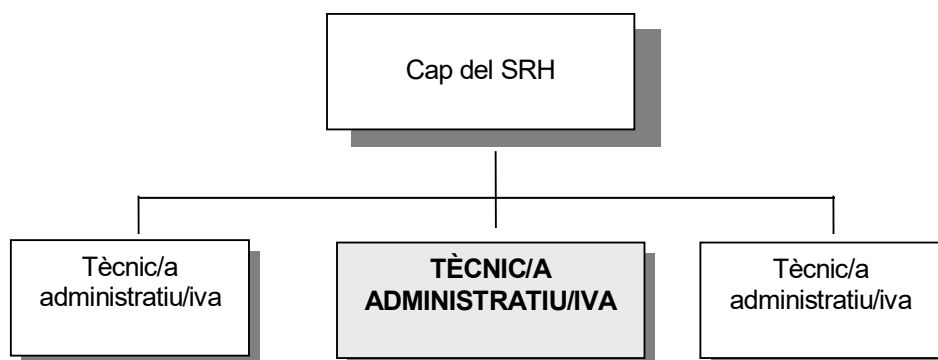 Cap del SRH
Tècnic/a
administratiu/iva
TÈCNIC/A
ADMINISTRATIU/IVA
Tècnic/a
administratiu/iva